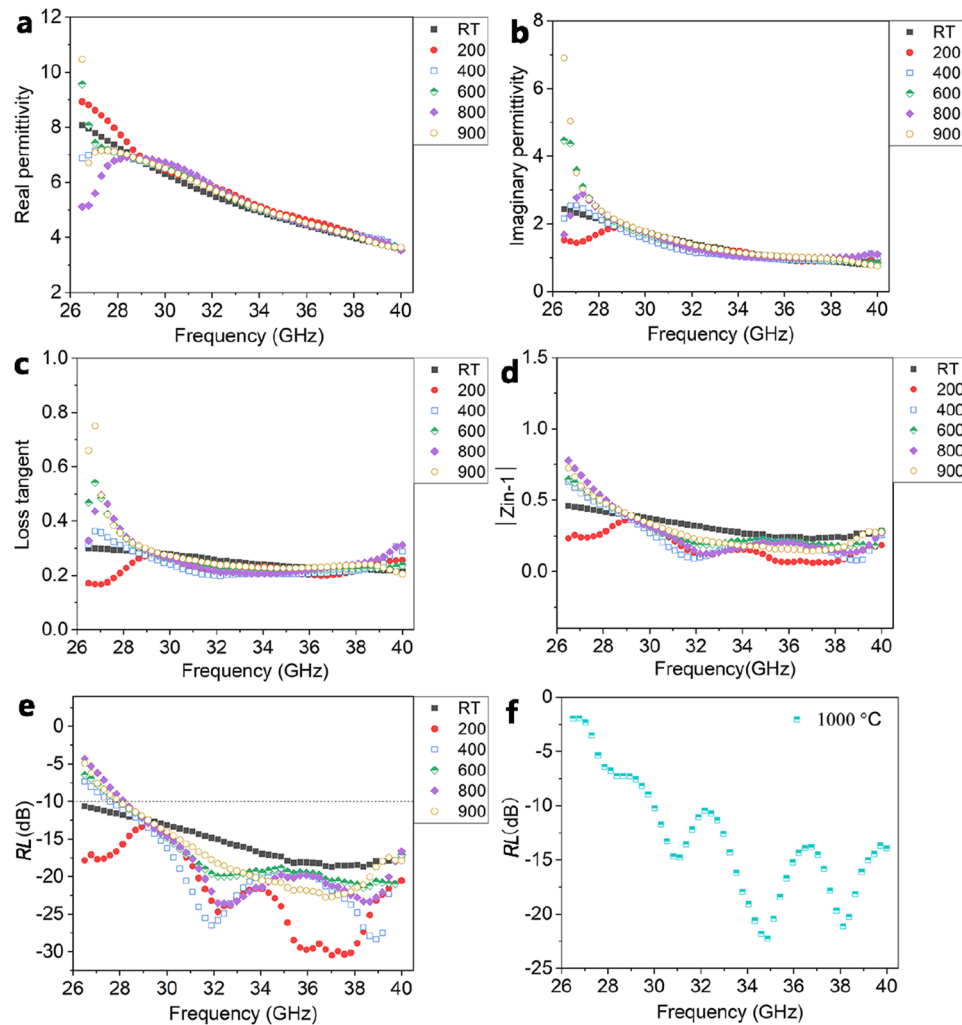 a
12
10
8
6
4
2
Real permittivity
26 28 30 32 34 36 38 40
Frequency (GHz)
RT
200
400
600
800
900
b
8
6
4
2
0
Imaginary permittivity
26 28 30 32 34 36 38 40
Frequency (GHz)
RT
200
400
600
800
900
c
1.0
0.8
0.6
0.4
0.2
0.0
Loss tangent
26 28 30 32 34 36 38 40
Frequency (GHz)
RT
200
400
600
800
900
d
1.5
1.0
0.5
0.0
|Zin-1|
26 28 30 32 34 36 38 40
Frequency(GHz)
RT
200
400
600
800
900
e
0
-5
-10
-15
-20
-25
-30
RL(dB)
26 28 30 32 34 36 38 40
Frequency (GHz)
RT
200
400
600
800
900
f
0
-5
-10
-15
-20
-25
RL（dB）
26 28 30 32 34 36 38 40
Frequency (GHz)
1000 °C